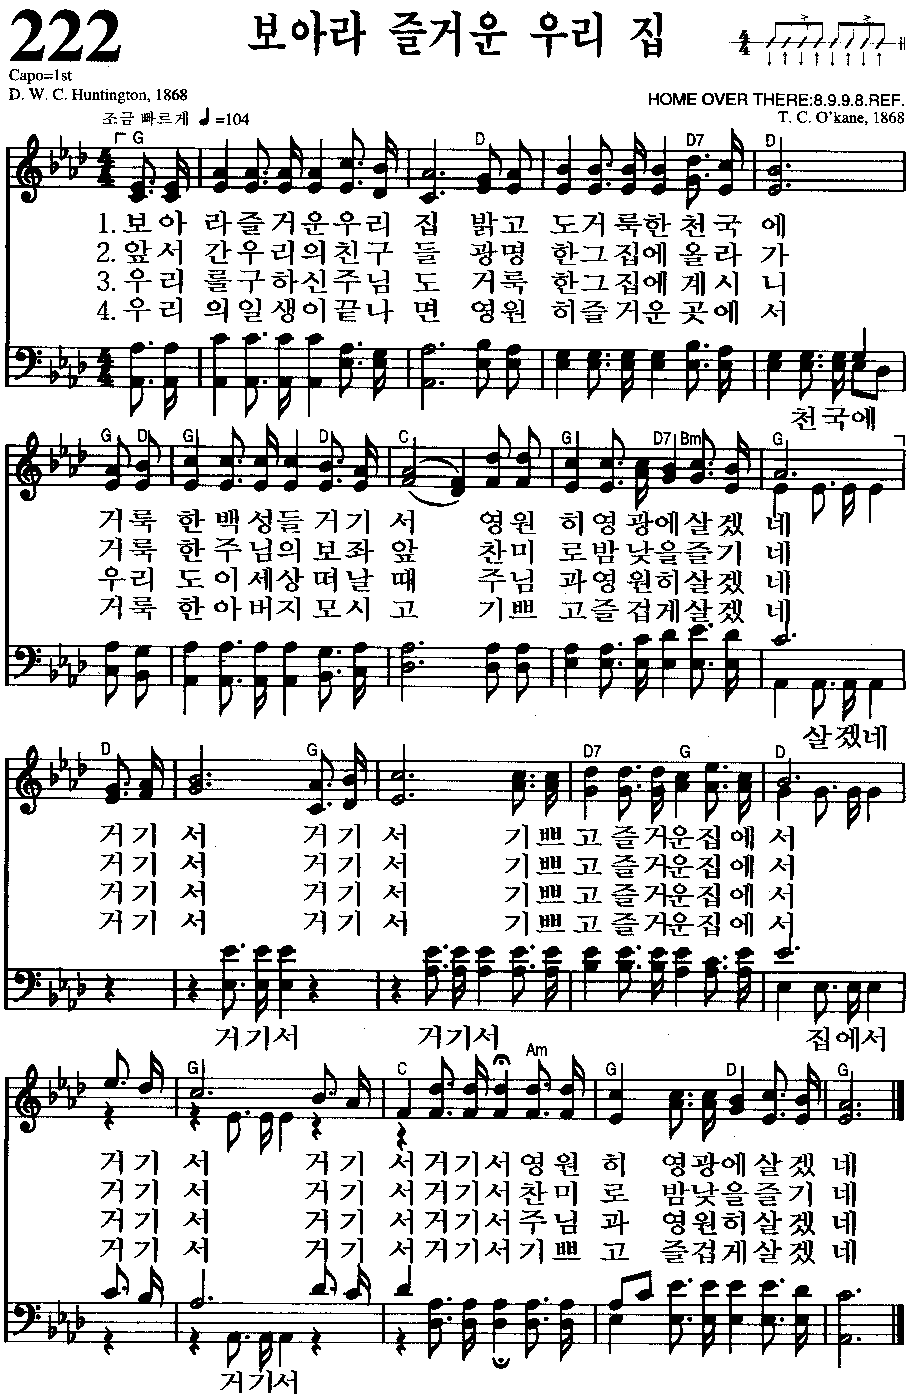 222
보아라 즐거운 우리 집
Capo=1st
D. W. C. Huntington, 1868
HOME OVER THERE:8.9.9.8.REF.
T. C. O'kane, 1868
조금 빠르게 ♩=104
4/4
G D D7 D
1. 보아 라즐거운우리 집 밝고 도거룩한천국에
2. 앞서 간우리의친구 들 광명 한그집에올라가
3. 우리 를구하신주님 도 거룩 한그집에계시니
4. 우리 의일생이끝나 면 영원 히즐거운곳에서
천국에
G D G D C G D7 Bm G
거룩 한백성들거기 서 영원 히영광에살겠 네
거룩 한주님의보좌 앞 찬미 로밤낮을즐기 네
우리 도이세상떠날 때 주님 과영원히살겠 네
거룩 한아버지모시 고 기쁘 고즐겁게살겠 네
살겠네
D G D7 G D
거기 서 거기 서 기쁘고 즐거운집에서
거기 서 거기 서 기쁘고 즐거운집에서
거기 서 거기 서 기쁘고 즐거운집에서
거기 서 거기 서 기쁘고 즐거운집에서
거기서 거기서 집에서
G C Am G D G
거기 서 거기 서거기서영원 히 영광에살겠 네
거기 서 거기 서거기서찬미 로 밤낮을즐기 네
거기 서 거기 서거기서주님 과 영원히살겠 네
거기 서 거기 서거기서기쁘 고 즐겁게살겠 네
거기서